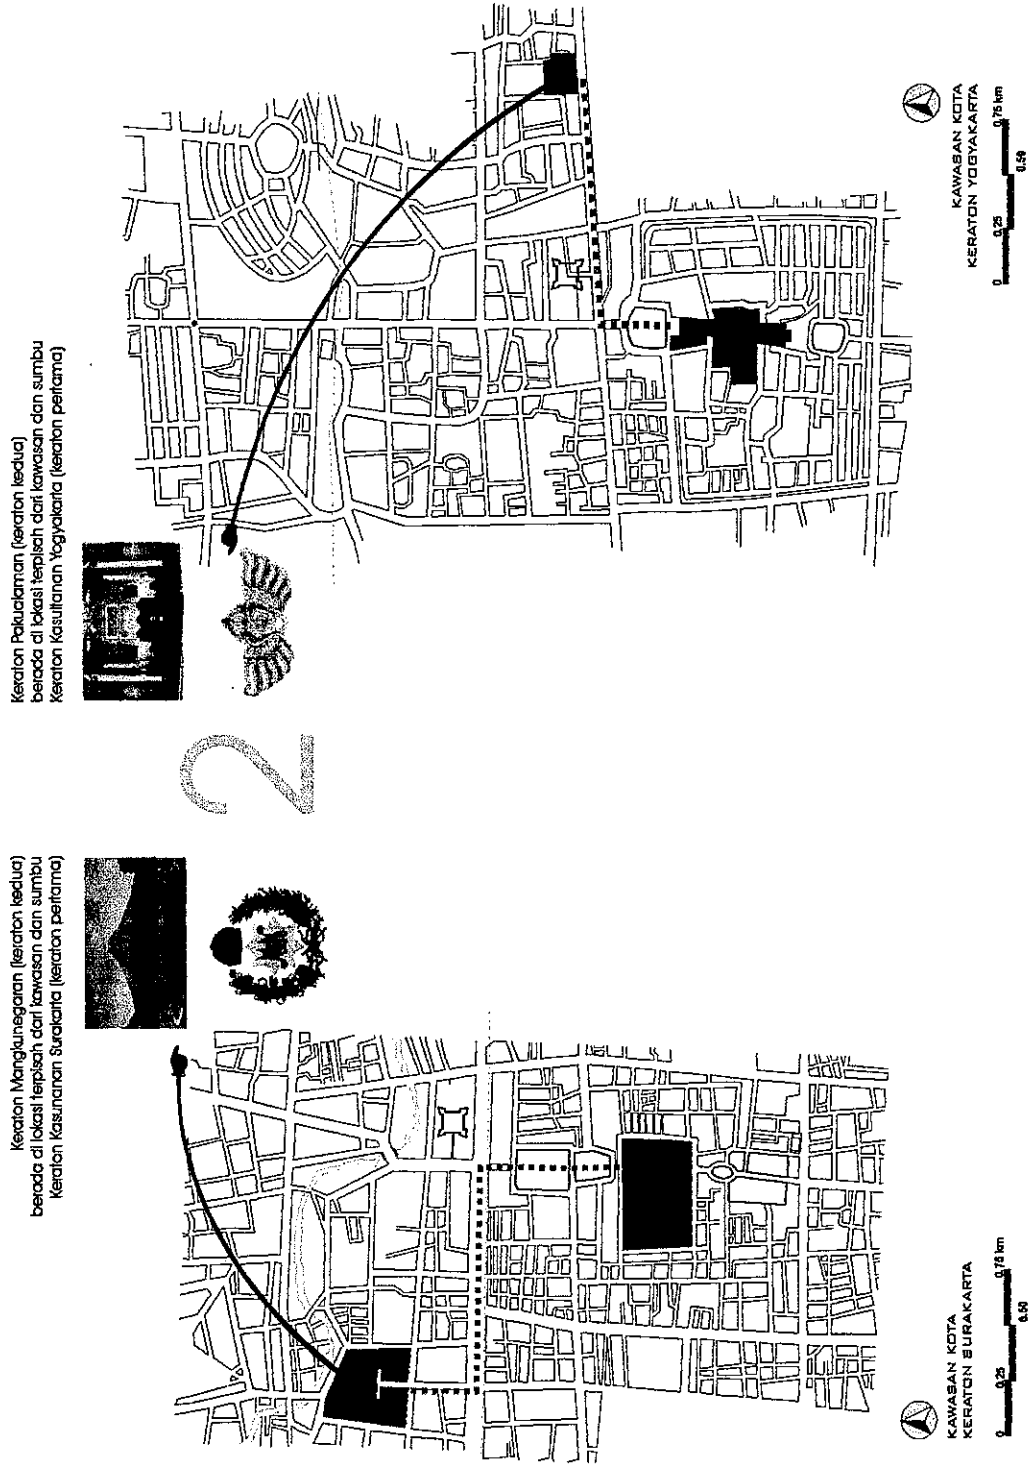 Keraton Mangkunegaran (keraton kedua)
berada di lokasi terpisah dari kawasan dan sumbu
Keraton Kasunanan Surakarta (keraton pertama)
2
Keraton Pakualaman (keraton kedua)
berada di lokasi terpisah dari kawasan dan sumbu
Keraton Kasultanan Yogyakarta (keraton pertama)
KAWASAN KOTA
KERATON SURAKARTA
0 0,25 0,75 km
0.50
KAWASAN KOTA
KERATON YOGYAKARTA
0 0,25 0,75 km
0.50